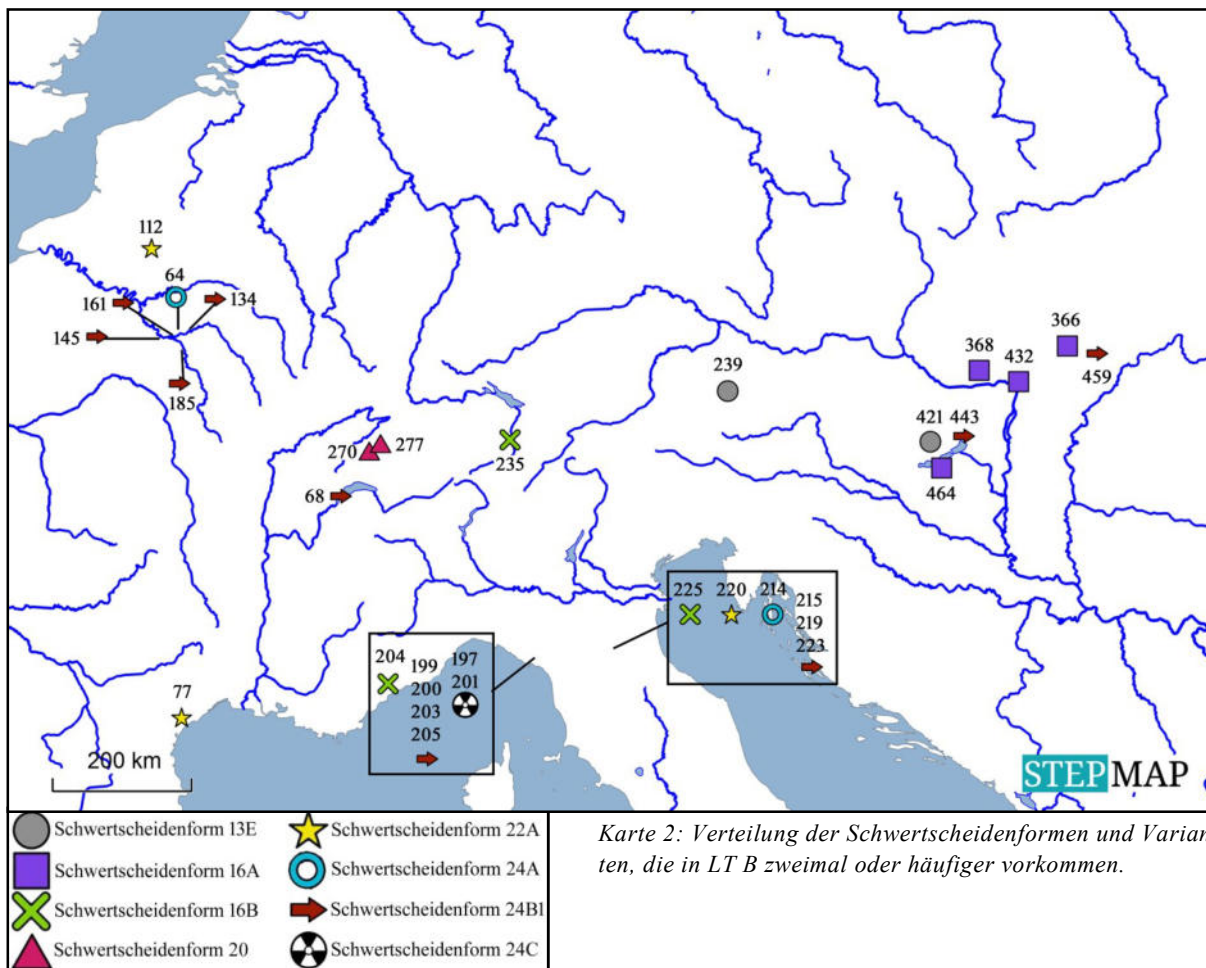 112
64
161
134
145
185
366
368
432
459
239
421 443
464
277
270
235
68
225 220 214
215
219
223
204
199
197
200
201
203
205
77
200 km
STEPMAP
Schwertscheidenform 13E
Schwertscheidenform 16A
Schwertscheidenform 16B
Schwertscheidenform 20
Schwertscheidenform 22A
Schwertscheidenform 24A
Schwertscheidenform 24B1
Schwertscheidenform 24C
Karte 2: Verteilung der Schwertscheidenformen und Varian-
ten, die in LT B zweimal oder häufiger vorkommen.